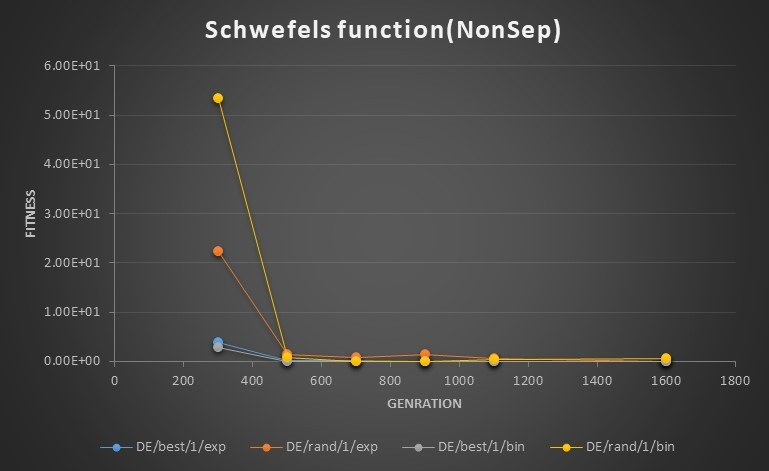 Schwefels function(NonSep)
6.00E+01
5.00E+01
4.00E+01
3.00E+01
2.00E+01
1.00E+01
0.00E+00
FITNESS
0 200 400 600 800 1000 1200 1400 1600 1800
GENRATION
DE/best/1/exp DE/rand/1/exp DE/best/1/bin DE/rand/1/bin